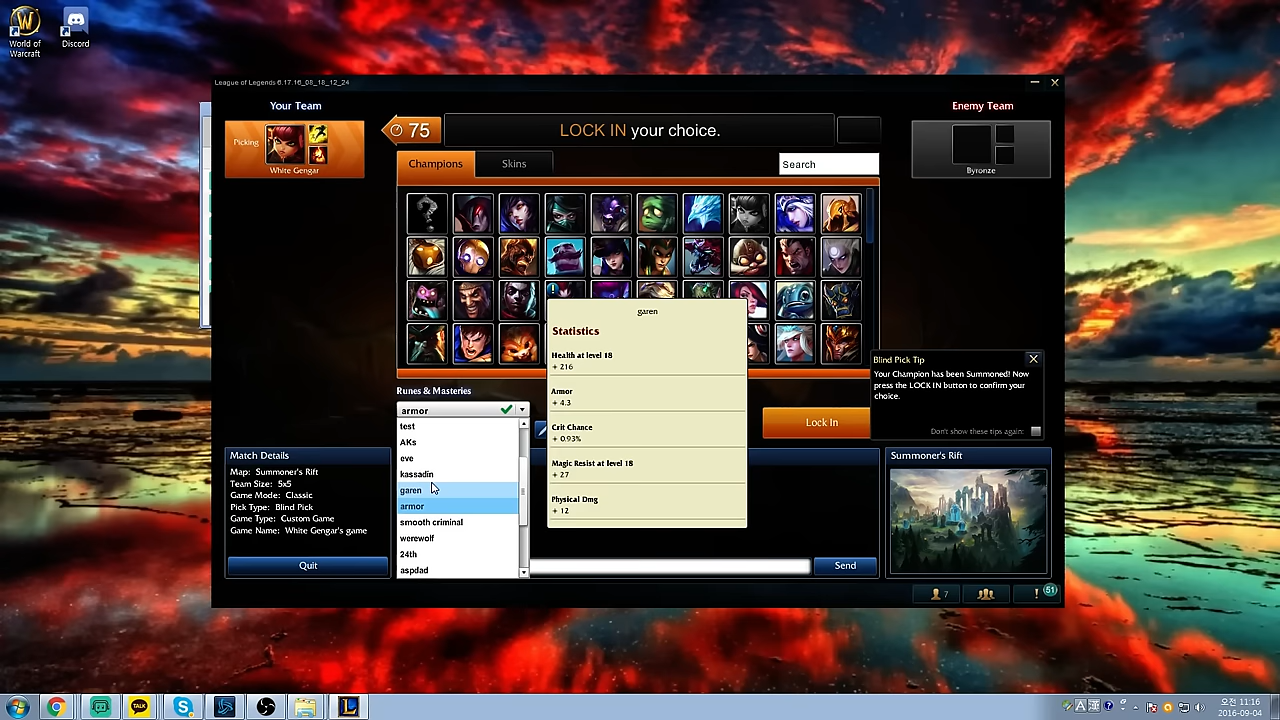 World of
Warcraft
Discord
League of Legends 6.17.16_08_18_12_24
Your Team
Enemy Team
75
LOCK IN your choice.
Picking
White Gengar
Byronze
Champions
Skins
Search
garen
Statistics
Health at level 18
+ 216
Armor
+ 4.3
Crit Chance
+ 0.93%
Magic Resist at level 18
+ 27
Physical Dmg
+ 12
Blind Pick Tip
Your Champion has been Summoned! Now
press the LOCK IN button to confirm your
choice.
Don't show these tips again:
Runes & Masteries
armor
test
AKs
eve
kassadin
garen
armor
smooth criminal
werewolf
24th
aspdad
Lock In
Match Details
Map: Summoner's Rift
Team Size: 5x5
Game Mode: Classic
Pick Type: Blind Pick
Game Type: Custom Game
Game Name: White Gengar's game
Quit
Send
Summoner's Rift
7
51
TALK
A 漢
오전 11:16
2016-09-04